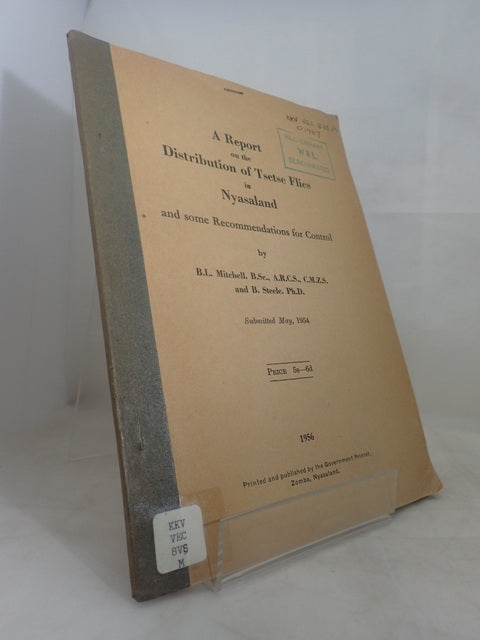 A Report
on the
Distribution of Tsetse Flies
in
Nyasaland
and some Recommendations for Control
by
B.L. Mitchell. B.Sc., A.R.C.S., C.M.Z.S.
and B. Steele. Ph.D.
Submitted May, 1954
PRICE 5s—6d
1956
Printed and published by the Government Printer,
Zomba, Nyasaland.
KKV
VEC
8VS
M